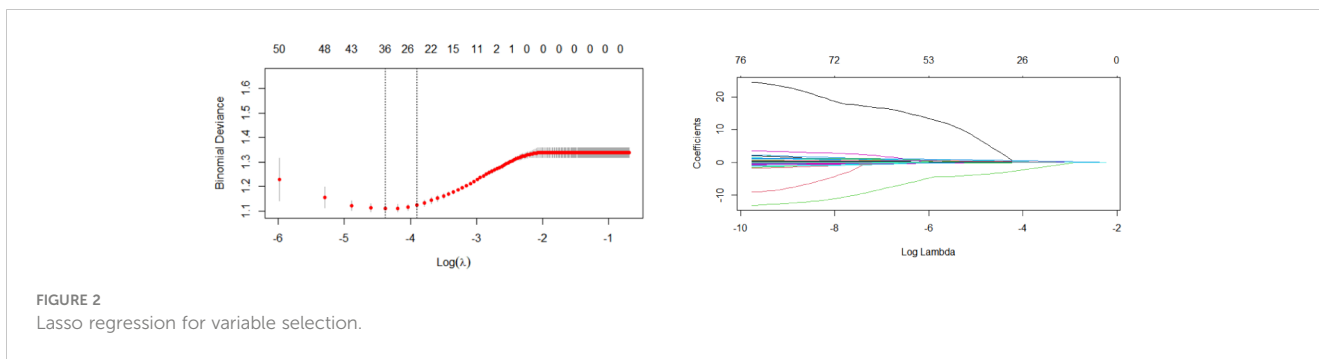 50 48 43 36 26 22 15 11 2 1 0 0 0 0 0 0 0
Binomial Deviance
1.6
1.5
1.4
1.3
1.2
1.1
-6 -5 -4 -3 -2 -1
Log(λ)
76 72 53 26 0
Coefficients
20
10
0
-10
-10 -8 -6 -4 -2
Log Lambda
FIGURE 2
Lasso regression for variable selection.